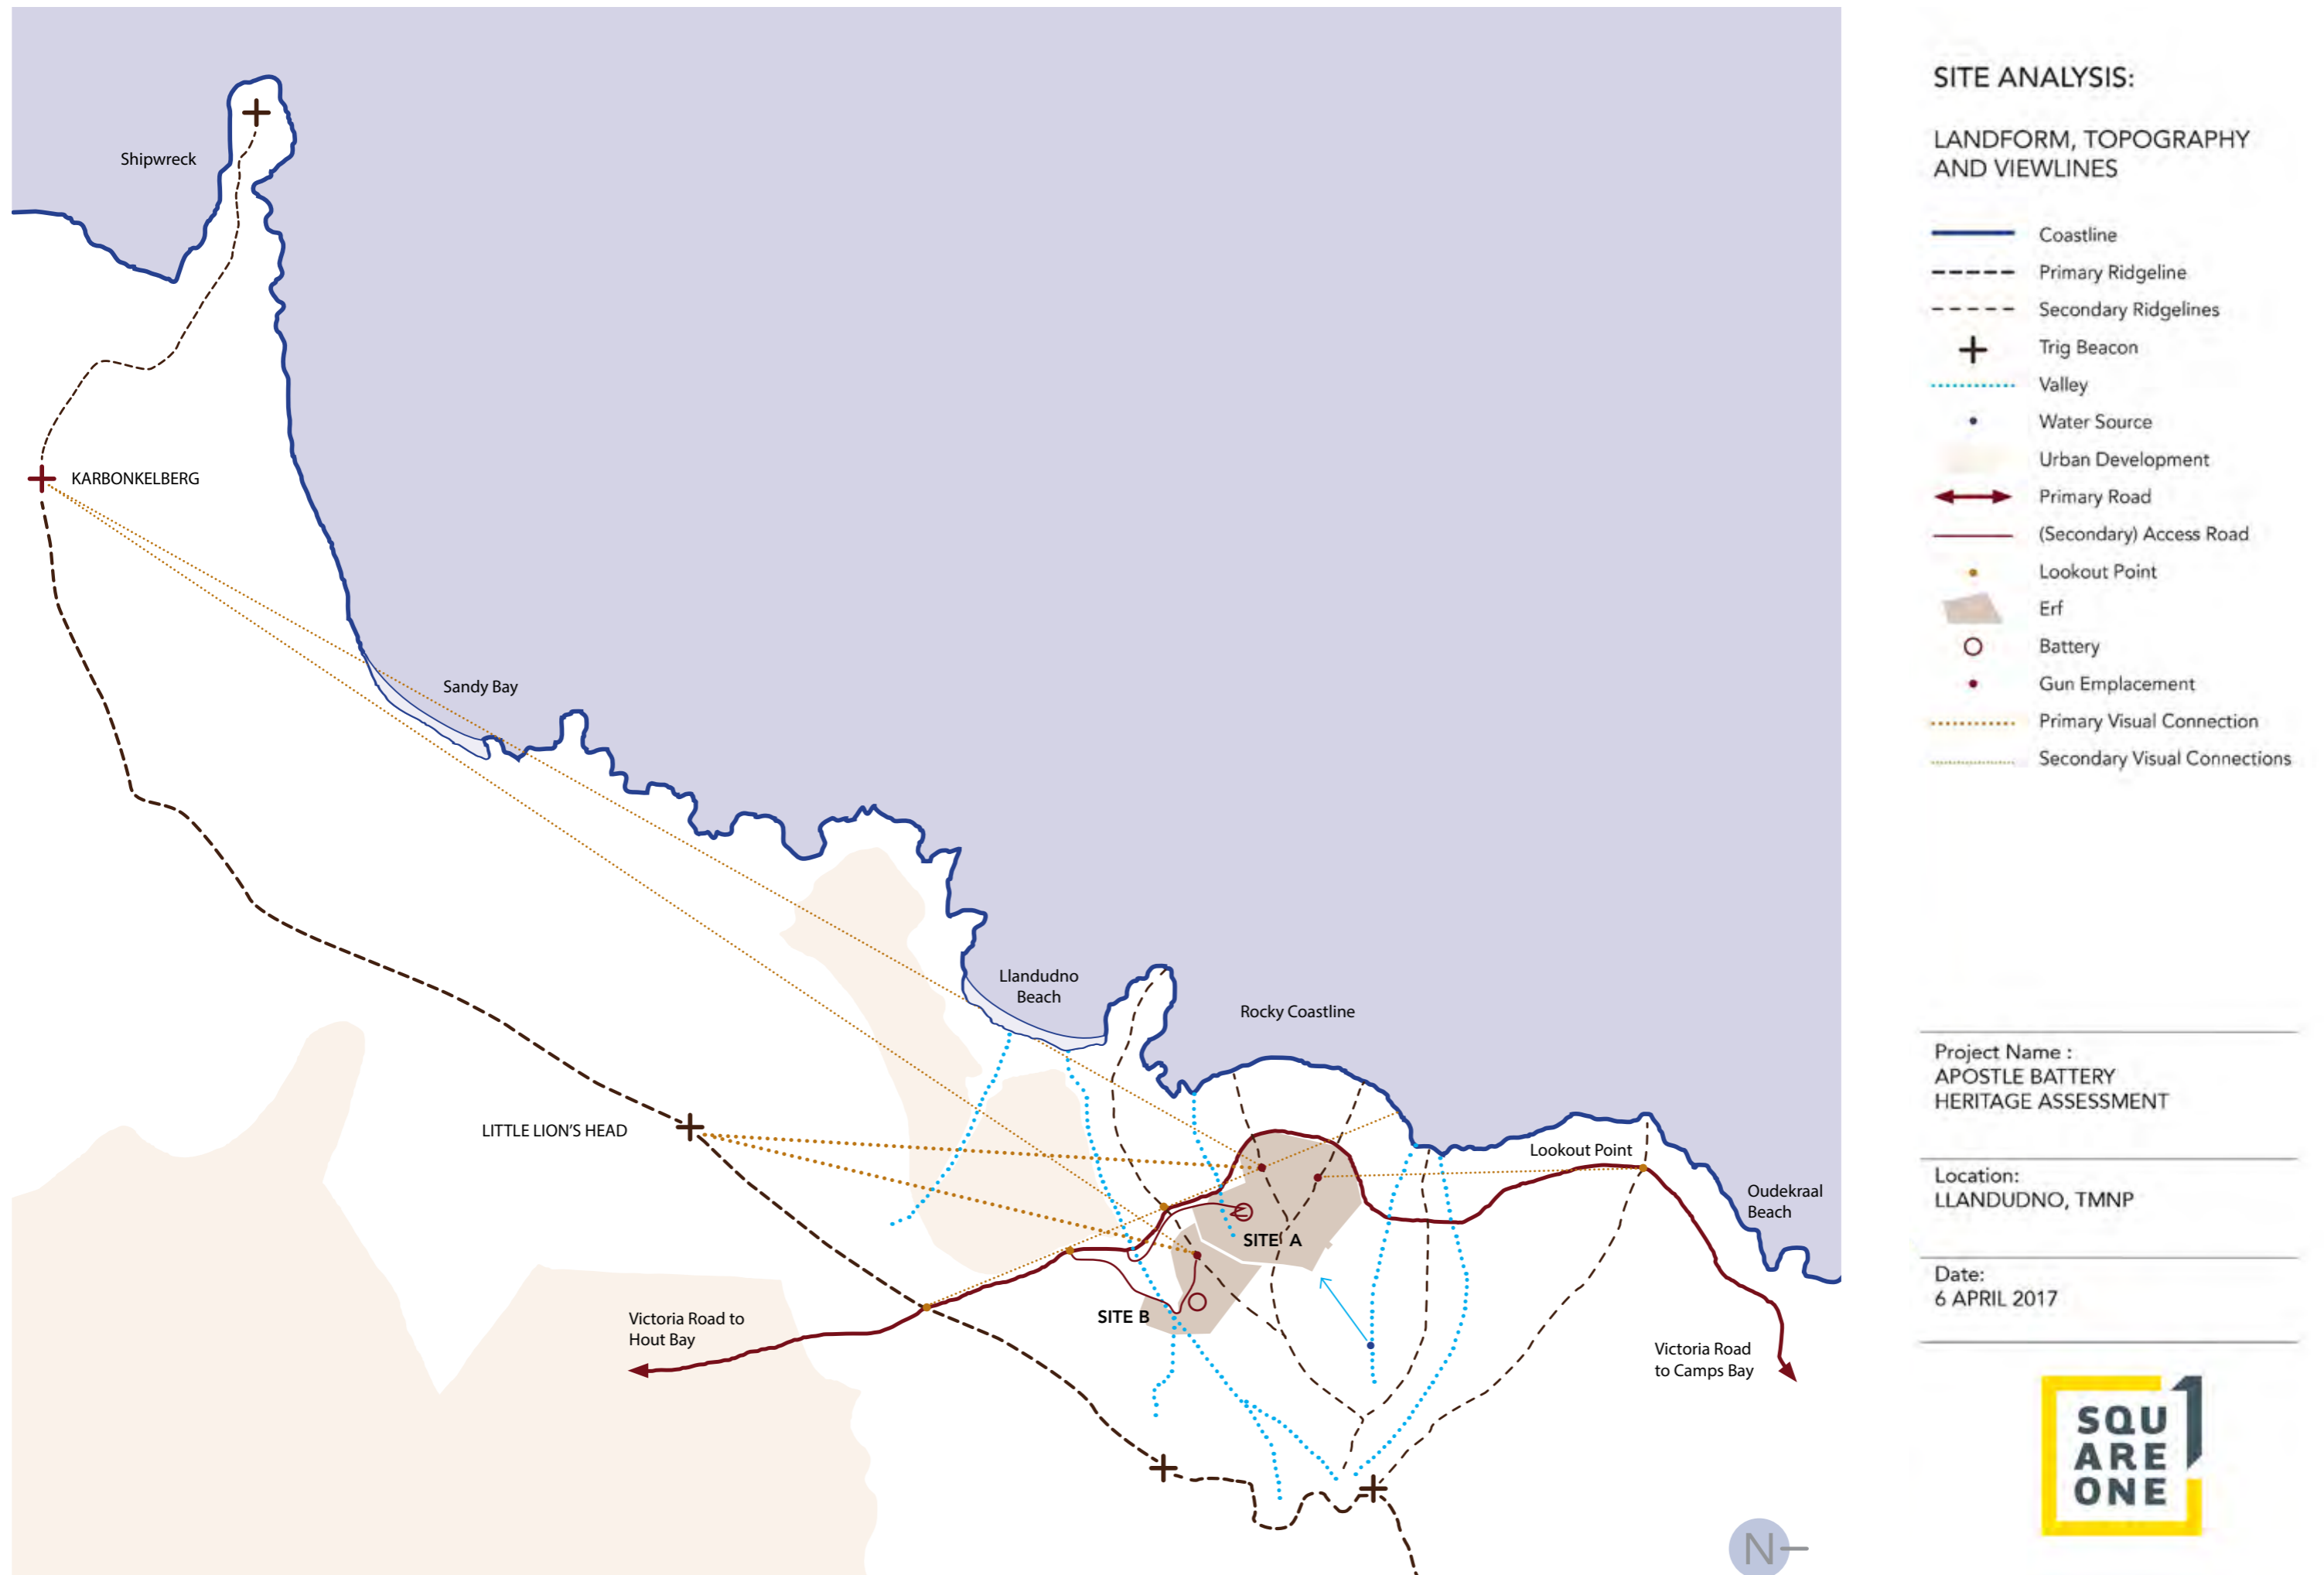 Shipwreck
KARBONKELBERG
Sandy Bay
Llandudno
Beach
Rocky Coastline
LITTLE LION'S HEAD
Lookout Point
Oudekraal
Beach
SITE A
SITE B
Victoria Road to
Hout Bay
Victoria Road
to Camps Bay
N
SITE ANALYSIS:
LANDFORM, TOPOGRAPHY
AND VIEWLINES
Coastline
Primary Ridgeline
Secondary Ridgelines
Trig Beacon
Valley
Water Source
Urban Development
Primary Road
(Secondary) Access Road
Lookout Point
Erf
Battery
Gun Emplacement
Primary Visual Connection
Secondary Visual Connections
Project Name :
APOSTLE BATTERY
HERITAGE ASSESSMENT
Location:
LLANDUDNO, TMNP
Date:
6 APRIL 2017
SQU
ARE
ONE
1